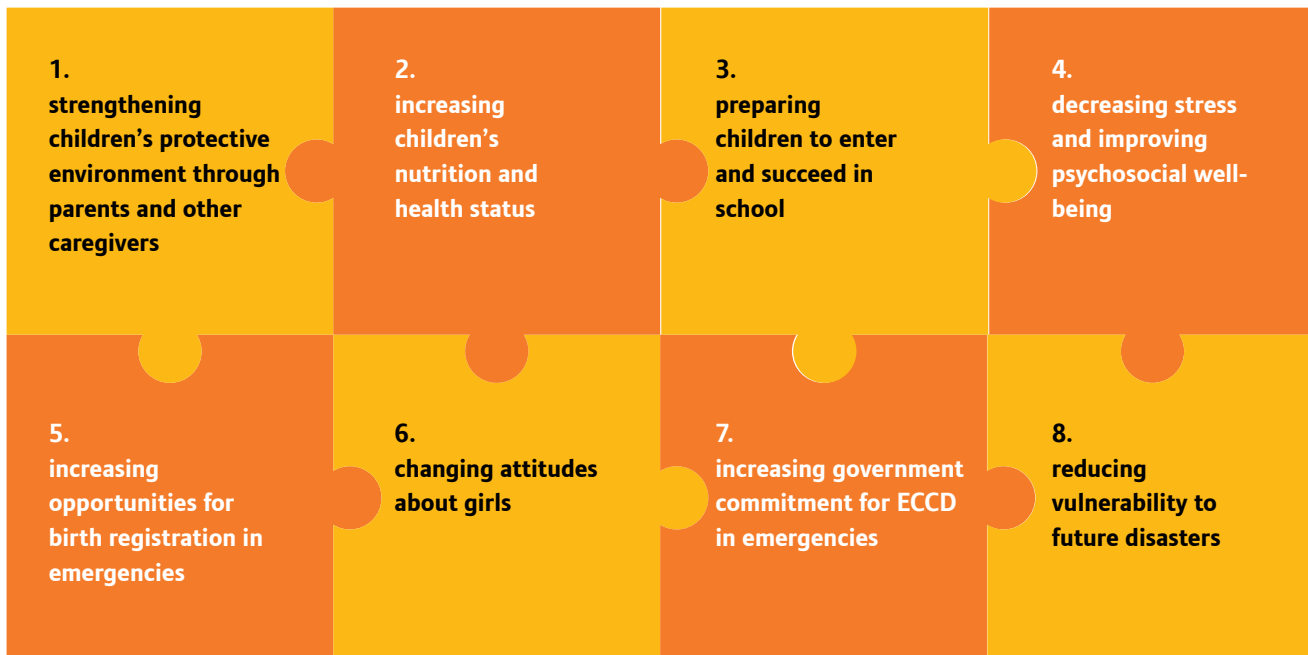 1.
strengthening
children’s protective
environment through
parents and other
caregivers
2.
increasing
children’s
nutrition and
health status
3.
preparing
children to enter
and succeed in
school
4.
decreasing stress
and improving
psychosocial well-
being
5.
increasing
opportunities for
birth registration in
emergencies
6.
changing attitudes
about girls
7.
increasing government
commitment for ECCD
in emergencies
8.
reducing
vulnerability to
future disasters